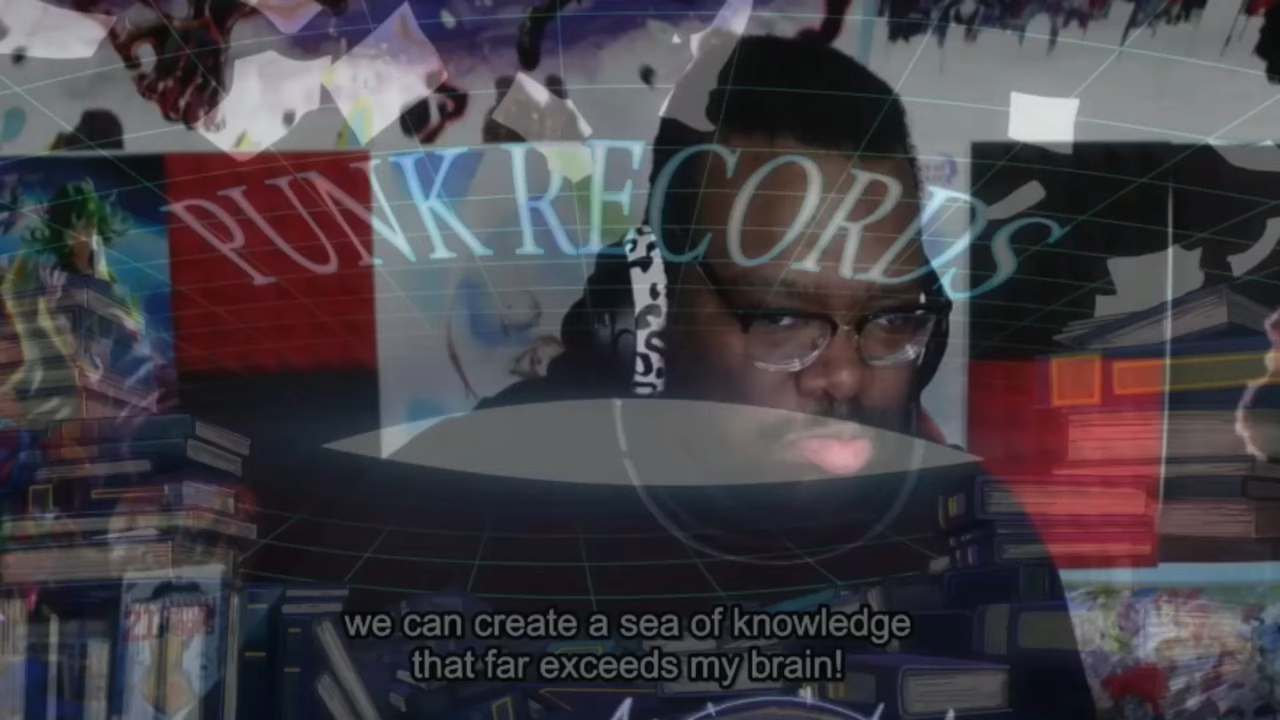 PUNK RECORDS
we can create a sea of knowledge
that far exceeds my brain!